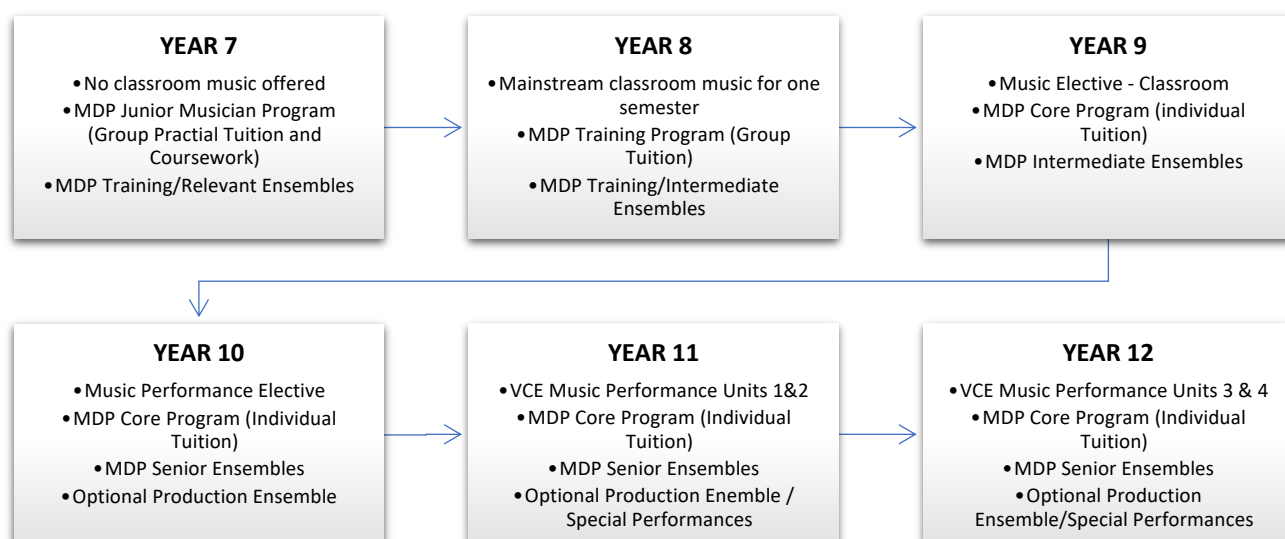 YEAR 7
•No classroom music offered
•MDP Junior Musician Program
(Group Practial Tuition and
Coursework)
•MDP Training/Relevant Ensembles
YEAR 8
•Mainstream classroom music for one
semester
•MDP Training Program (Group
Tuition)
•MDP Training/Intermediate
Ensembles
YEAR 9
•Music Elective - Classroom
•MDP Core Program (individual
Tuition)
•MDP Intermediate Ensembles
YEAR 10
•Music Performance Elective
•MDP Core Program (Individual
Tuition)
•MDP Senior Ensembles
•Optional Production Ensemble
YEAR 11
•VCE Music Performance Units 1&2
•MDP Core Program (Individual
Tuition)
•MDP Senior Ensembles
•Optional Production Enemble /
Special Performances
YEAR 12
•VCE Music Performance Units 3 & 4
•MDP Core Program (Individual
Tuition)
•MDP Senior Ensembles
•Optional Production
Ensemble/Special Performances